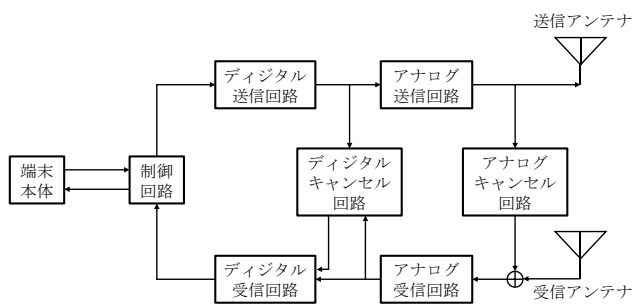 送信アンテナ
ディジタル
送信回路
アナログ
送信回路
端末
本体
制御
回路
ディジタル
キャンセル
回路
アナログ
キャンセル
回路
ディジタル
受信回路
アナログ
受信回路
受信アンテナ